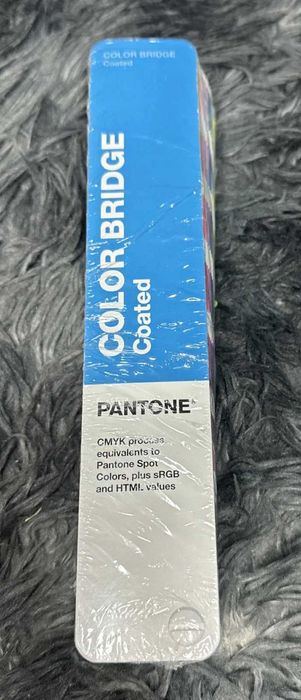 COLOR BRIDGE
Coated
COLOR BRIDGE
Coated
PANTONE®
CMYK process
equivalents to
Pantone Spot
Colors, plus sRGB
and HTML values